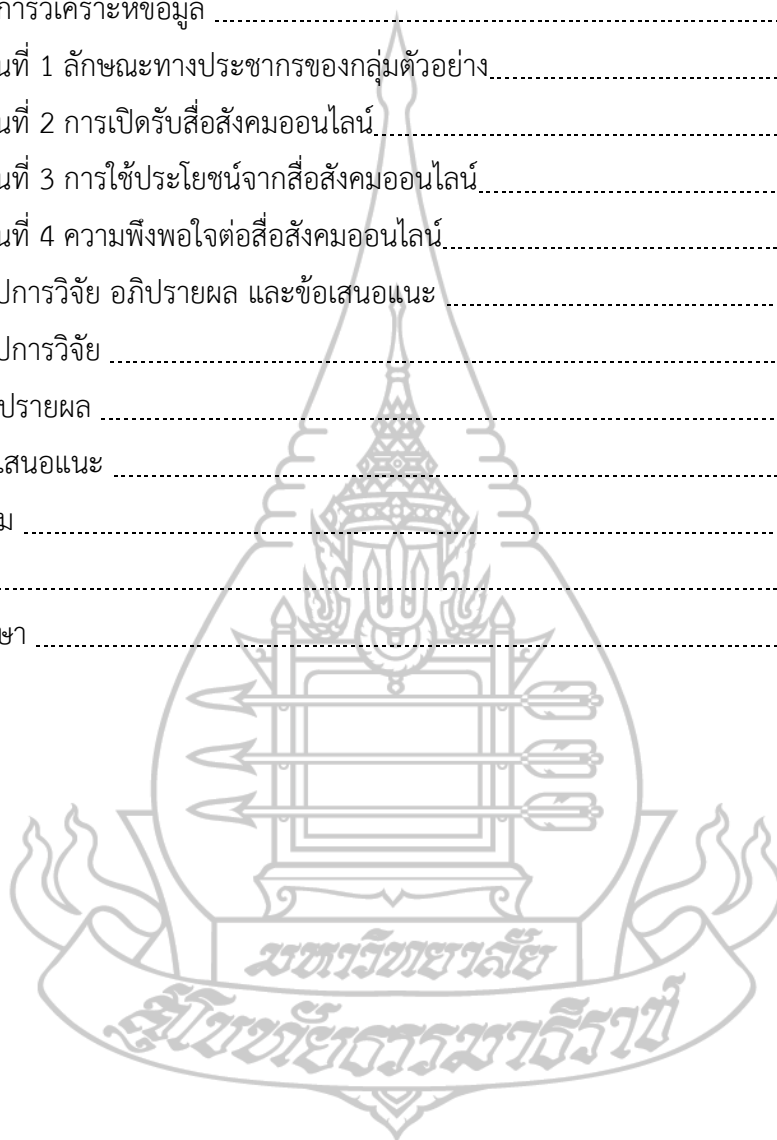 การวิเคราะห์ข้อมูล
นที่ 1 ลักษณะทางประชากรของกลุ่มตัวอย่าง
นที่ 2 การเปิดรับสื่อสังคมออนไลน์
นที่ 3 การใช้ประโยชน์จากสื่อสังคมออนไลน์
นที่ 4 ความพึงพอใจต่อสื่อสังคมออนไลน์
ปการวิจัย อภิปรายผล และข้อเสนอแนะ
ปการวิจัย
ปรายผล
เสนอแนะ
ม
ษา
มหาวิทยาลัย
สุโขทัยธรรมาธิราช